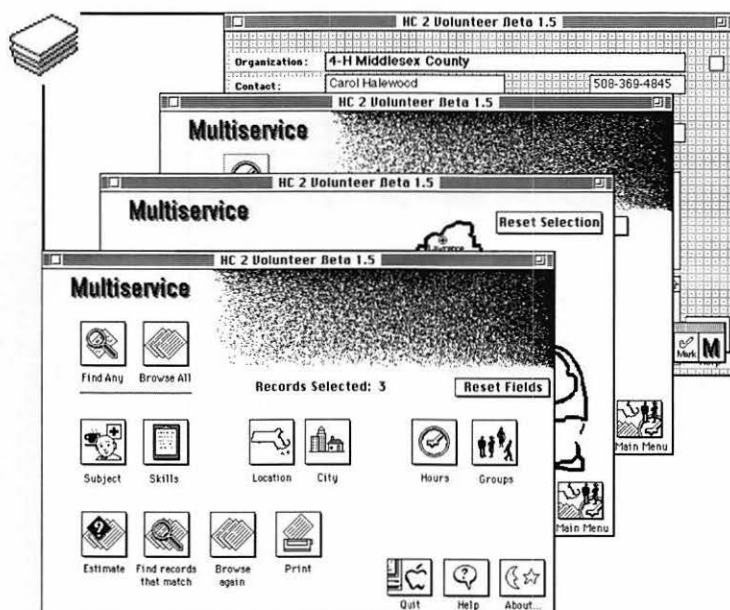 HC 2 Volunteer Beta 1.5
Organization: 4-H Middlesex County
Contact: Carol Halewood 508-369-4845
HC 2 Volunteer Beta 1.5
Multiservice
HC 2 Volunteer Beta 1.5
Multiservice
Reset Selection
Lawrence
HC 2 Volunteer Beta 1.5
Multiservice
Find Any Browse All
Records Selected: 3 Reset Fields
Mark M
Subject Skills Location City Hours Groups
Main Menu
Main Menu
Estimate Find records that match Browse again Print
Quit Help About...